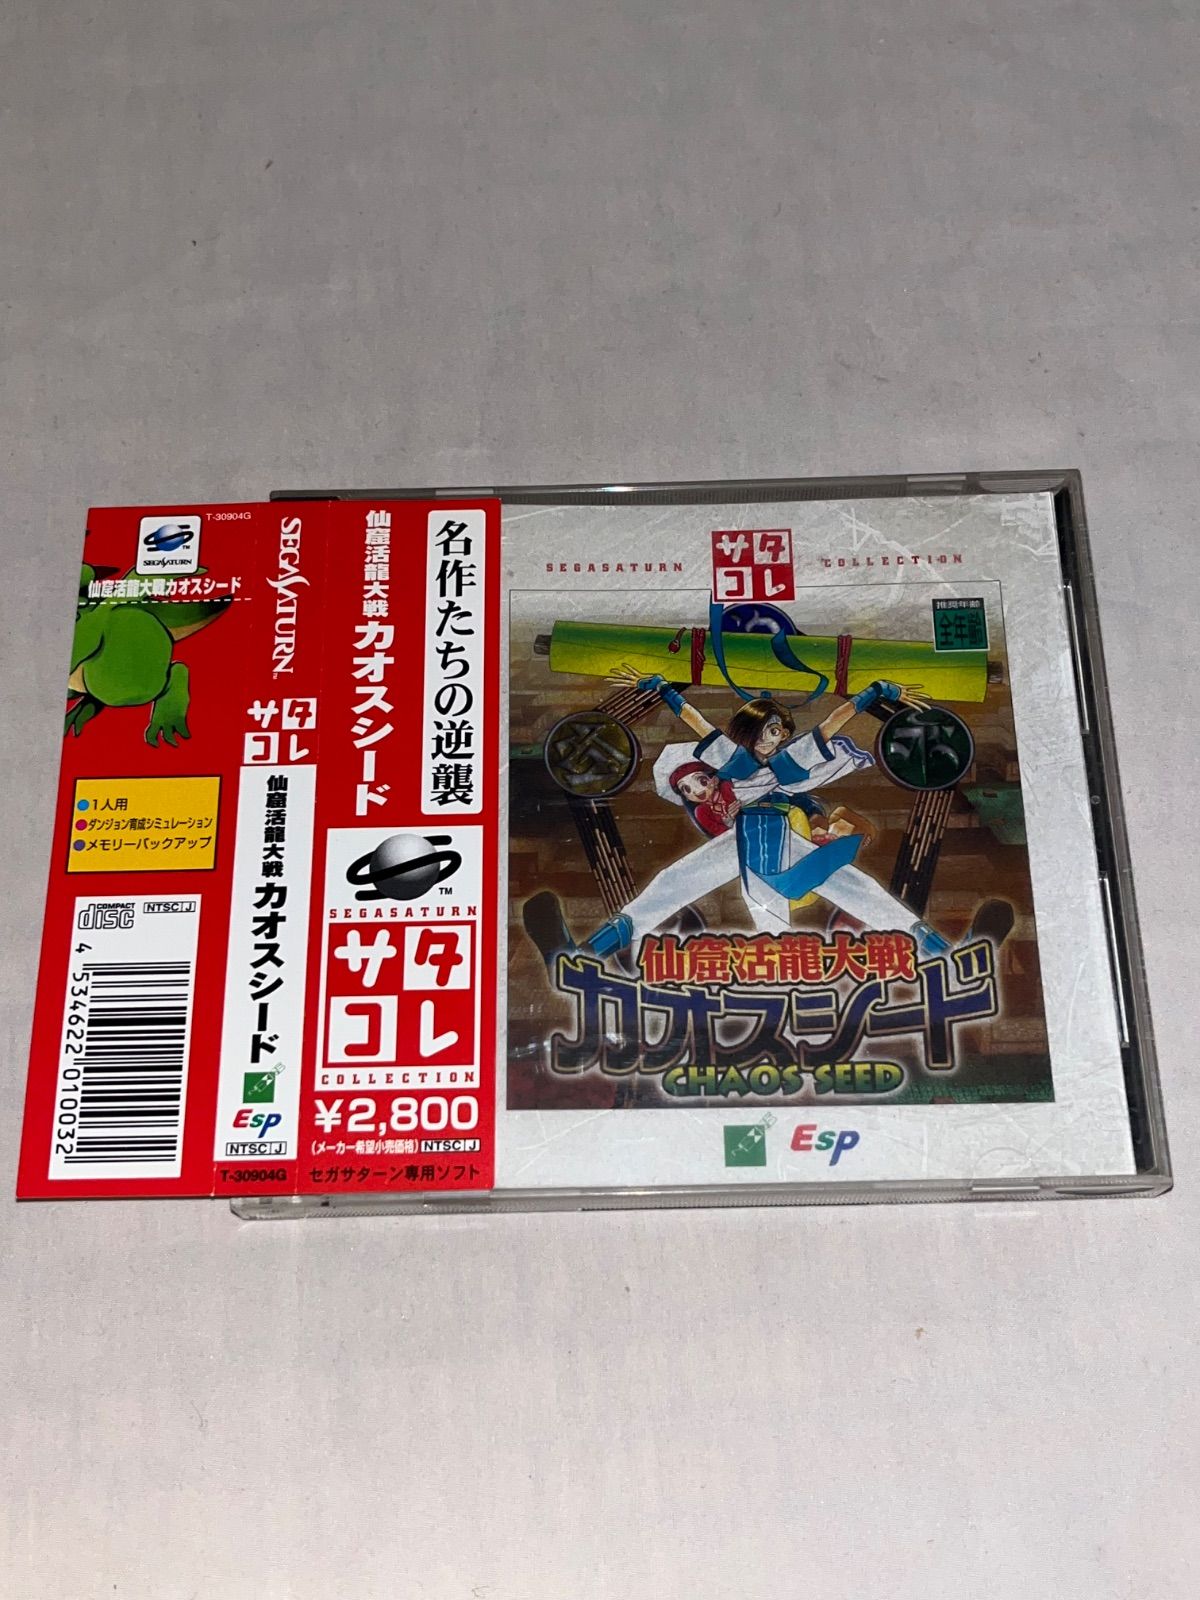 T-30904G
SEGASATURN
TM
仙窟活龍大戦カオスシード
●1人用
●ダンジョン育成シミュレーション
●メモリーバックアップ
COMPACT
disc
NTSC J
4 534622 010032
SEGASATURN
TM
サタ
コレ
仙窟活龍大戦 カオスシード
NEXNS
ESP
NTSC J
T-30904G
仙窟活龍大戦 カオスシード
名作たちの逆襲
TM
SEGASATURN
サタ
コレ
COLLECTION
¥2,800
(メーカー希望小売価格)
NTSC J
セガサターン専用ソフト
SEGASATURN
サタ
コレ
COLLECTION
推奨年齢
全年齢
水
仙窟活龍大戦
カオスシード
CHAOS SEED
ESP